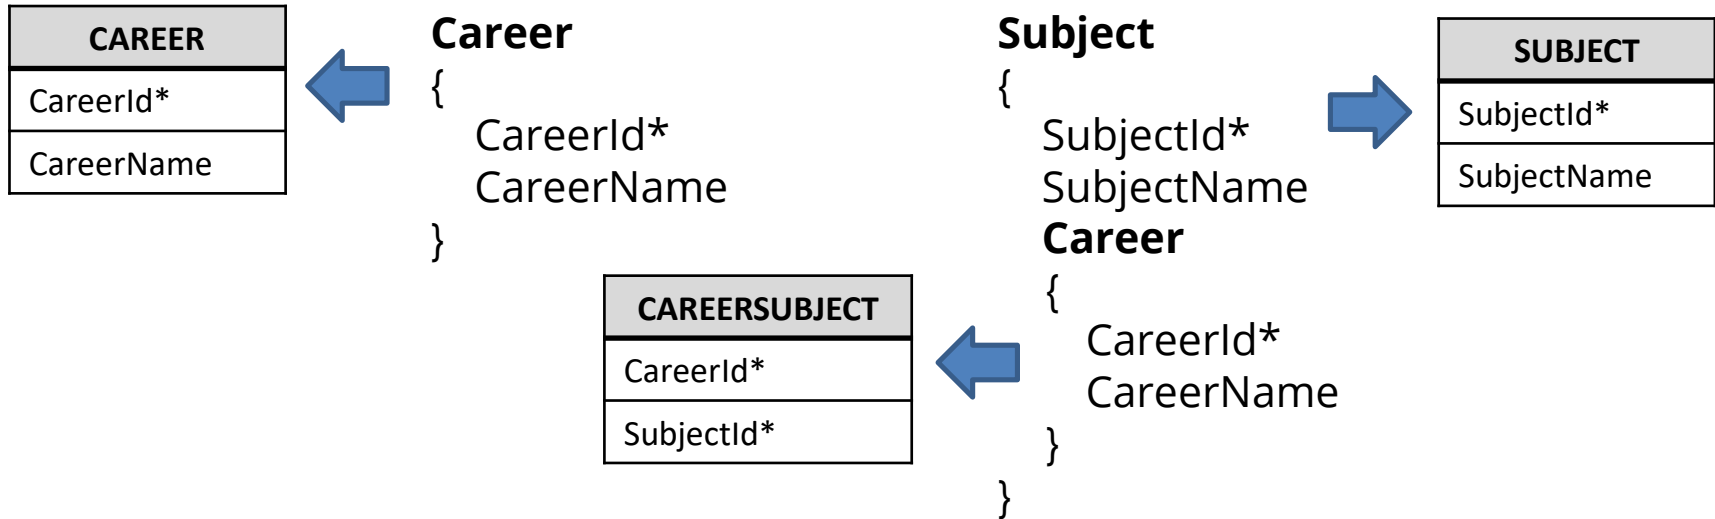 CAREER
CareerId*
CareerName
Career
{
CareerId*
CareerName
}
Subject
{
SubjectId*
SubjectName
Career
{
CareerId*
CareerName
}
}
SUBJECT
SubjectId*
SubjectName
CAREERSUBJECT
CareerId*
SubjectId*